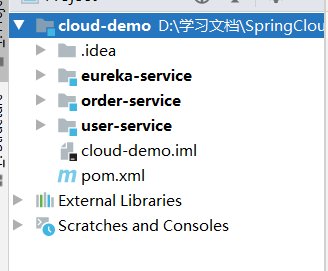 cloud-demo D:\学习文档\SpringCloud
.idea
eureka-service
order-service
user-service
cloud-demo.iml
pom.xml
External Libraries
Scratches and Consoles